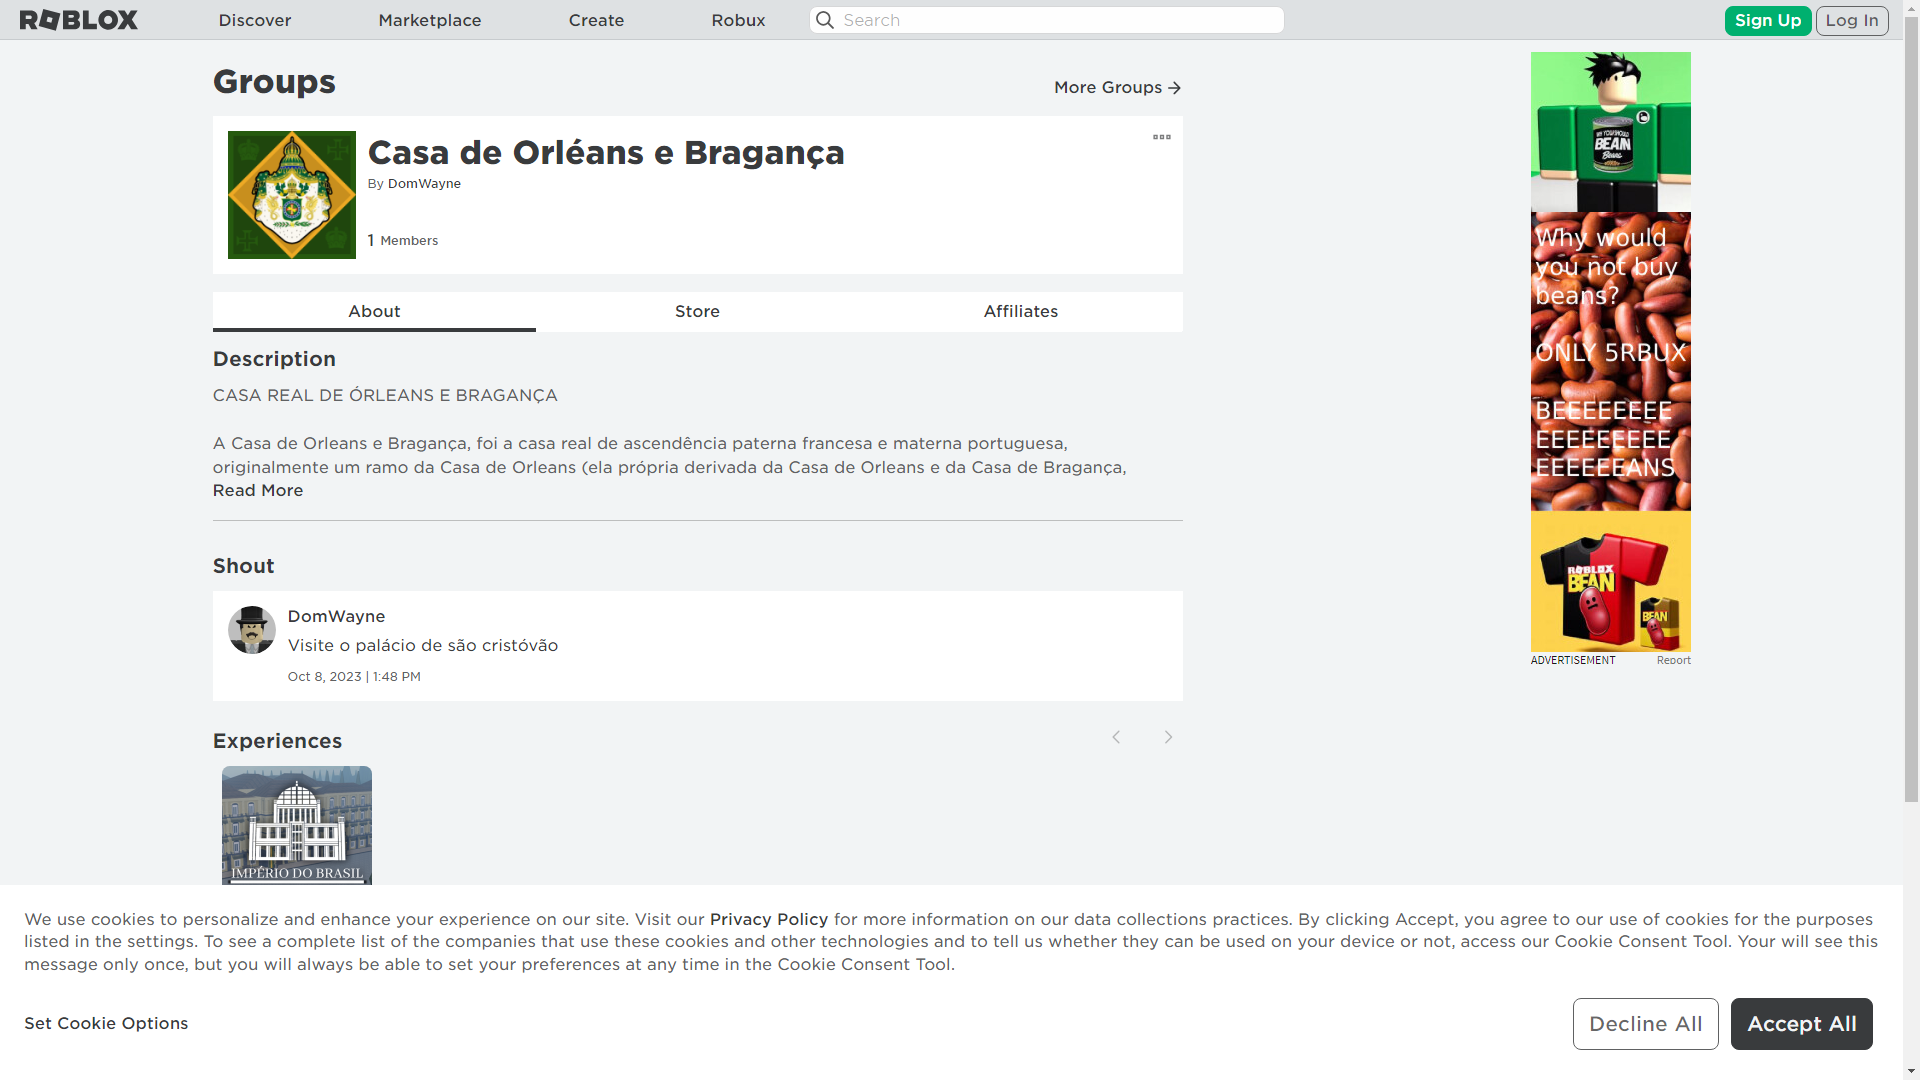 ROBLOX
Discover
Marketplace
Create
Robux
Search
Sign Up
Log In
Groups
More Groups
Casa de Orléans e Bragança
By DomWayne
1 Members
About
Store
Affiliates
Description
CASA REAL DE ÓRLEANS E BRAGANÇA
A Casa de Orleans e Bragança, foi a casa real de ascendência paterna francesa e materna portuguesa,
originalmente um ramo da Casa de Orleans (ela própria derivada da Casa de Orleans e da Casa de Bragança,
Read More
Shout
DomWayne
Visite o palácio de são cristóvão
Oct 8, 2023 | 1:48 PM
Experiences
IMPÉRIO DO BRASIL
WHY YOU SHOULD
BEAN
Beans
Why would
you not buy
beans?
ONLY 5RBUX
BEEEEEEEE
EEEEEEEEE
EEEEEEANS
ROBLOX
BEAN
BEAN
ADVERTISEMENT
Report
We use cookies to personalize and enhance your experience on our site. Visit our Privacy Policy for more information on our data collections practices. By clicking Accept, you agree to our use of cookies for the purposes
listed in the settings. To see a complete list of the companies that use these cookies and other technologies and to tell us whether they can be used on your device or not, access our Cookie Consent Tool. Your will see this
message only once, but you will always be able to set your preferences at any time in the Cookie Consent Tool.
Set Cookie Options
Decline All
Accept All